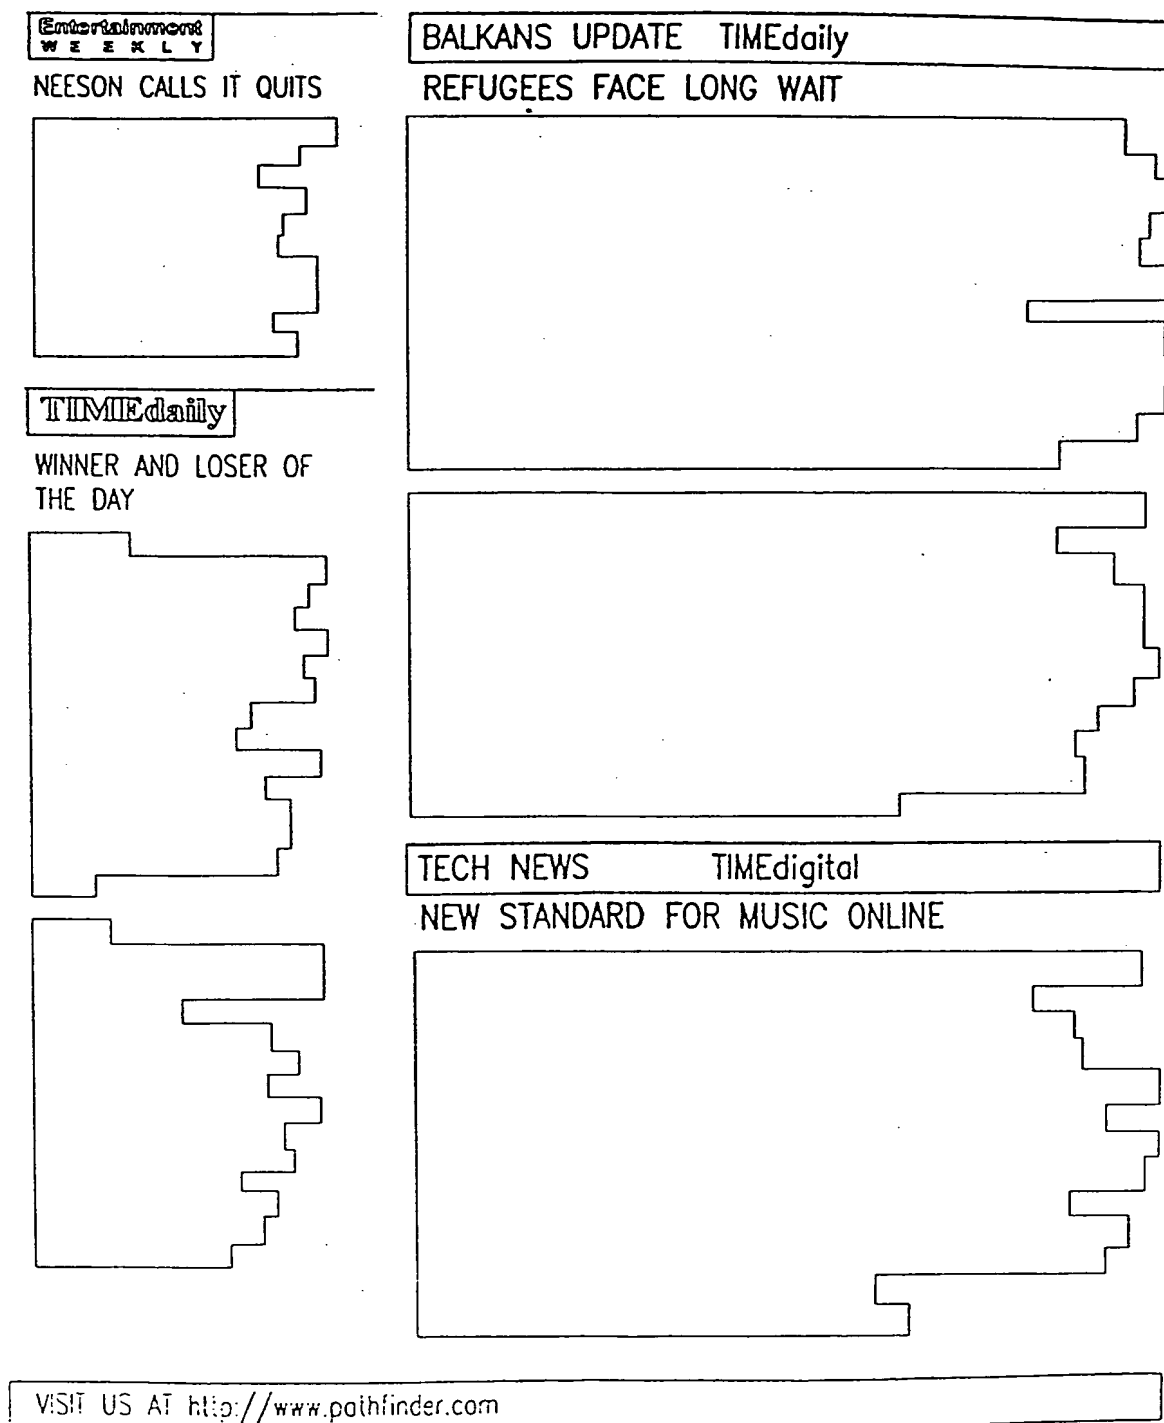 Entertainment
WEEKLY
NEESON CALLS IT QUITS
TIMEdaily
WINNER AND LOSER OF
THE DAY
BALKANS UPDATE TIMEdaily
REFUGEES FACE LONG WAIT
TECH NEWS TIMEdigital
NEW STANDARD FOR MUSIC ONLINE
VISIT US AT http://www.pathfinder.com